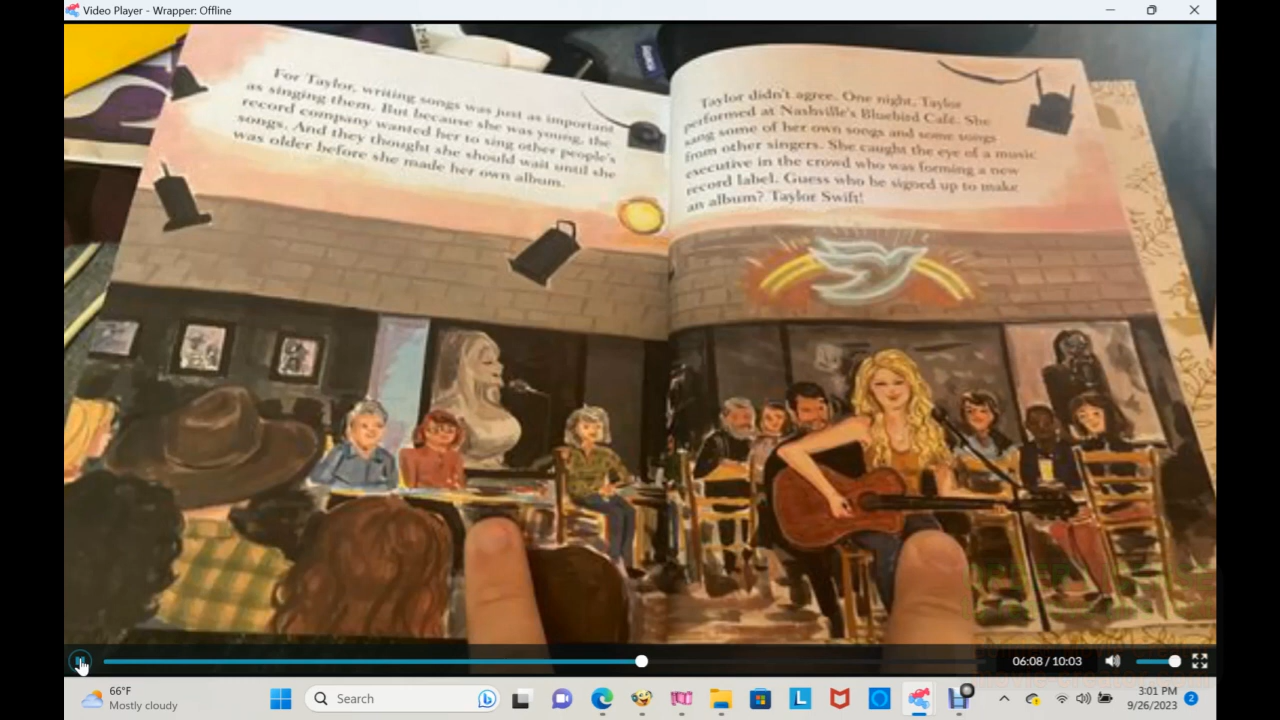 Video Player - Wrapper: Offline
For Taylor, writing songs was just as important
as singing them. But because she was young, the
record company wanted her to sing other people's
songs. And they thought she should wait until she
was older before she made her own album.
Taylor didn't agree. One night, Taylor
performed at Nashville's Bluebird Café. She
sang some of her own songs and some songs
from other singers. She caught the eye of a music
executive in the crowd who was forming a new
record label. Guess who he signed up to make
an album? Taylor Swift!
06:08 / 10:03
66°F
Mostly cloudy
Search
3:01 PM
9/26/2023
2